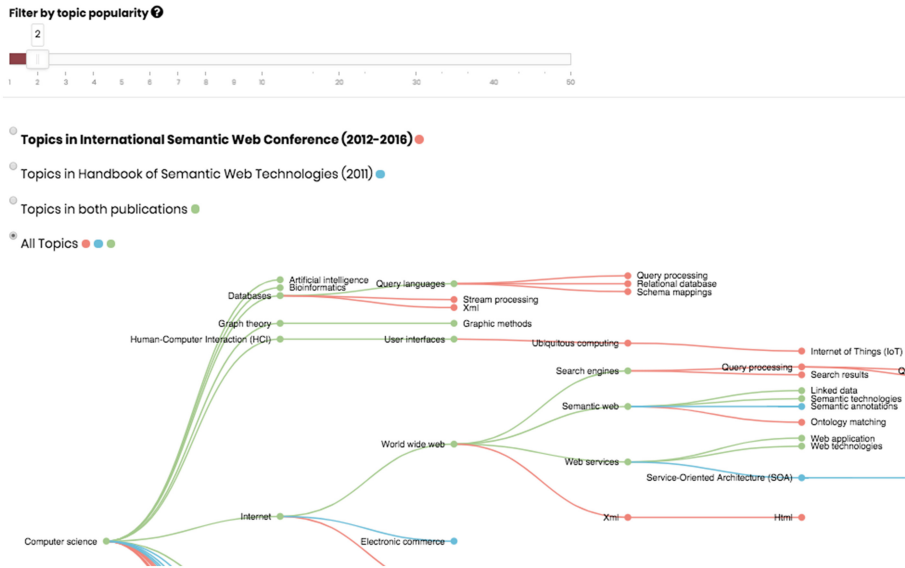 Filter by topic popularity ?
2
1 2 3 4 5 6 7 8 9 10 20 30 40 50
Topics in International Semantic Web Conference (2012-2016)
Topics in Handbook of Semantic Web Technologies (2011)
Topics in both publications
All Topics
Artificial intelligence
Bioinformatics
Databases
Query languages
Query processing
Relational database
Schema mappings
Stream processing
Xml
Graph theory
Graphic methods
Human-Computer Interaction (HCI)
User interfaces
Ubiquitous computing
Internet of Things (IoT)
Search engines
Query processing
Q
Search results
Semantic web
Linked data
Semantic technologies
Semantic annotations
Ontology matching
World wide web
Web services
Web application
Web technologies
Service-Oriented Architecture (SOA)
Xml
Html
Internet
Computer science
Electronic commerce